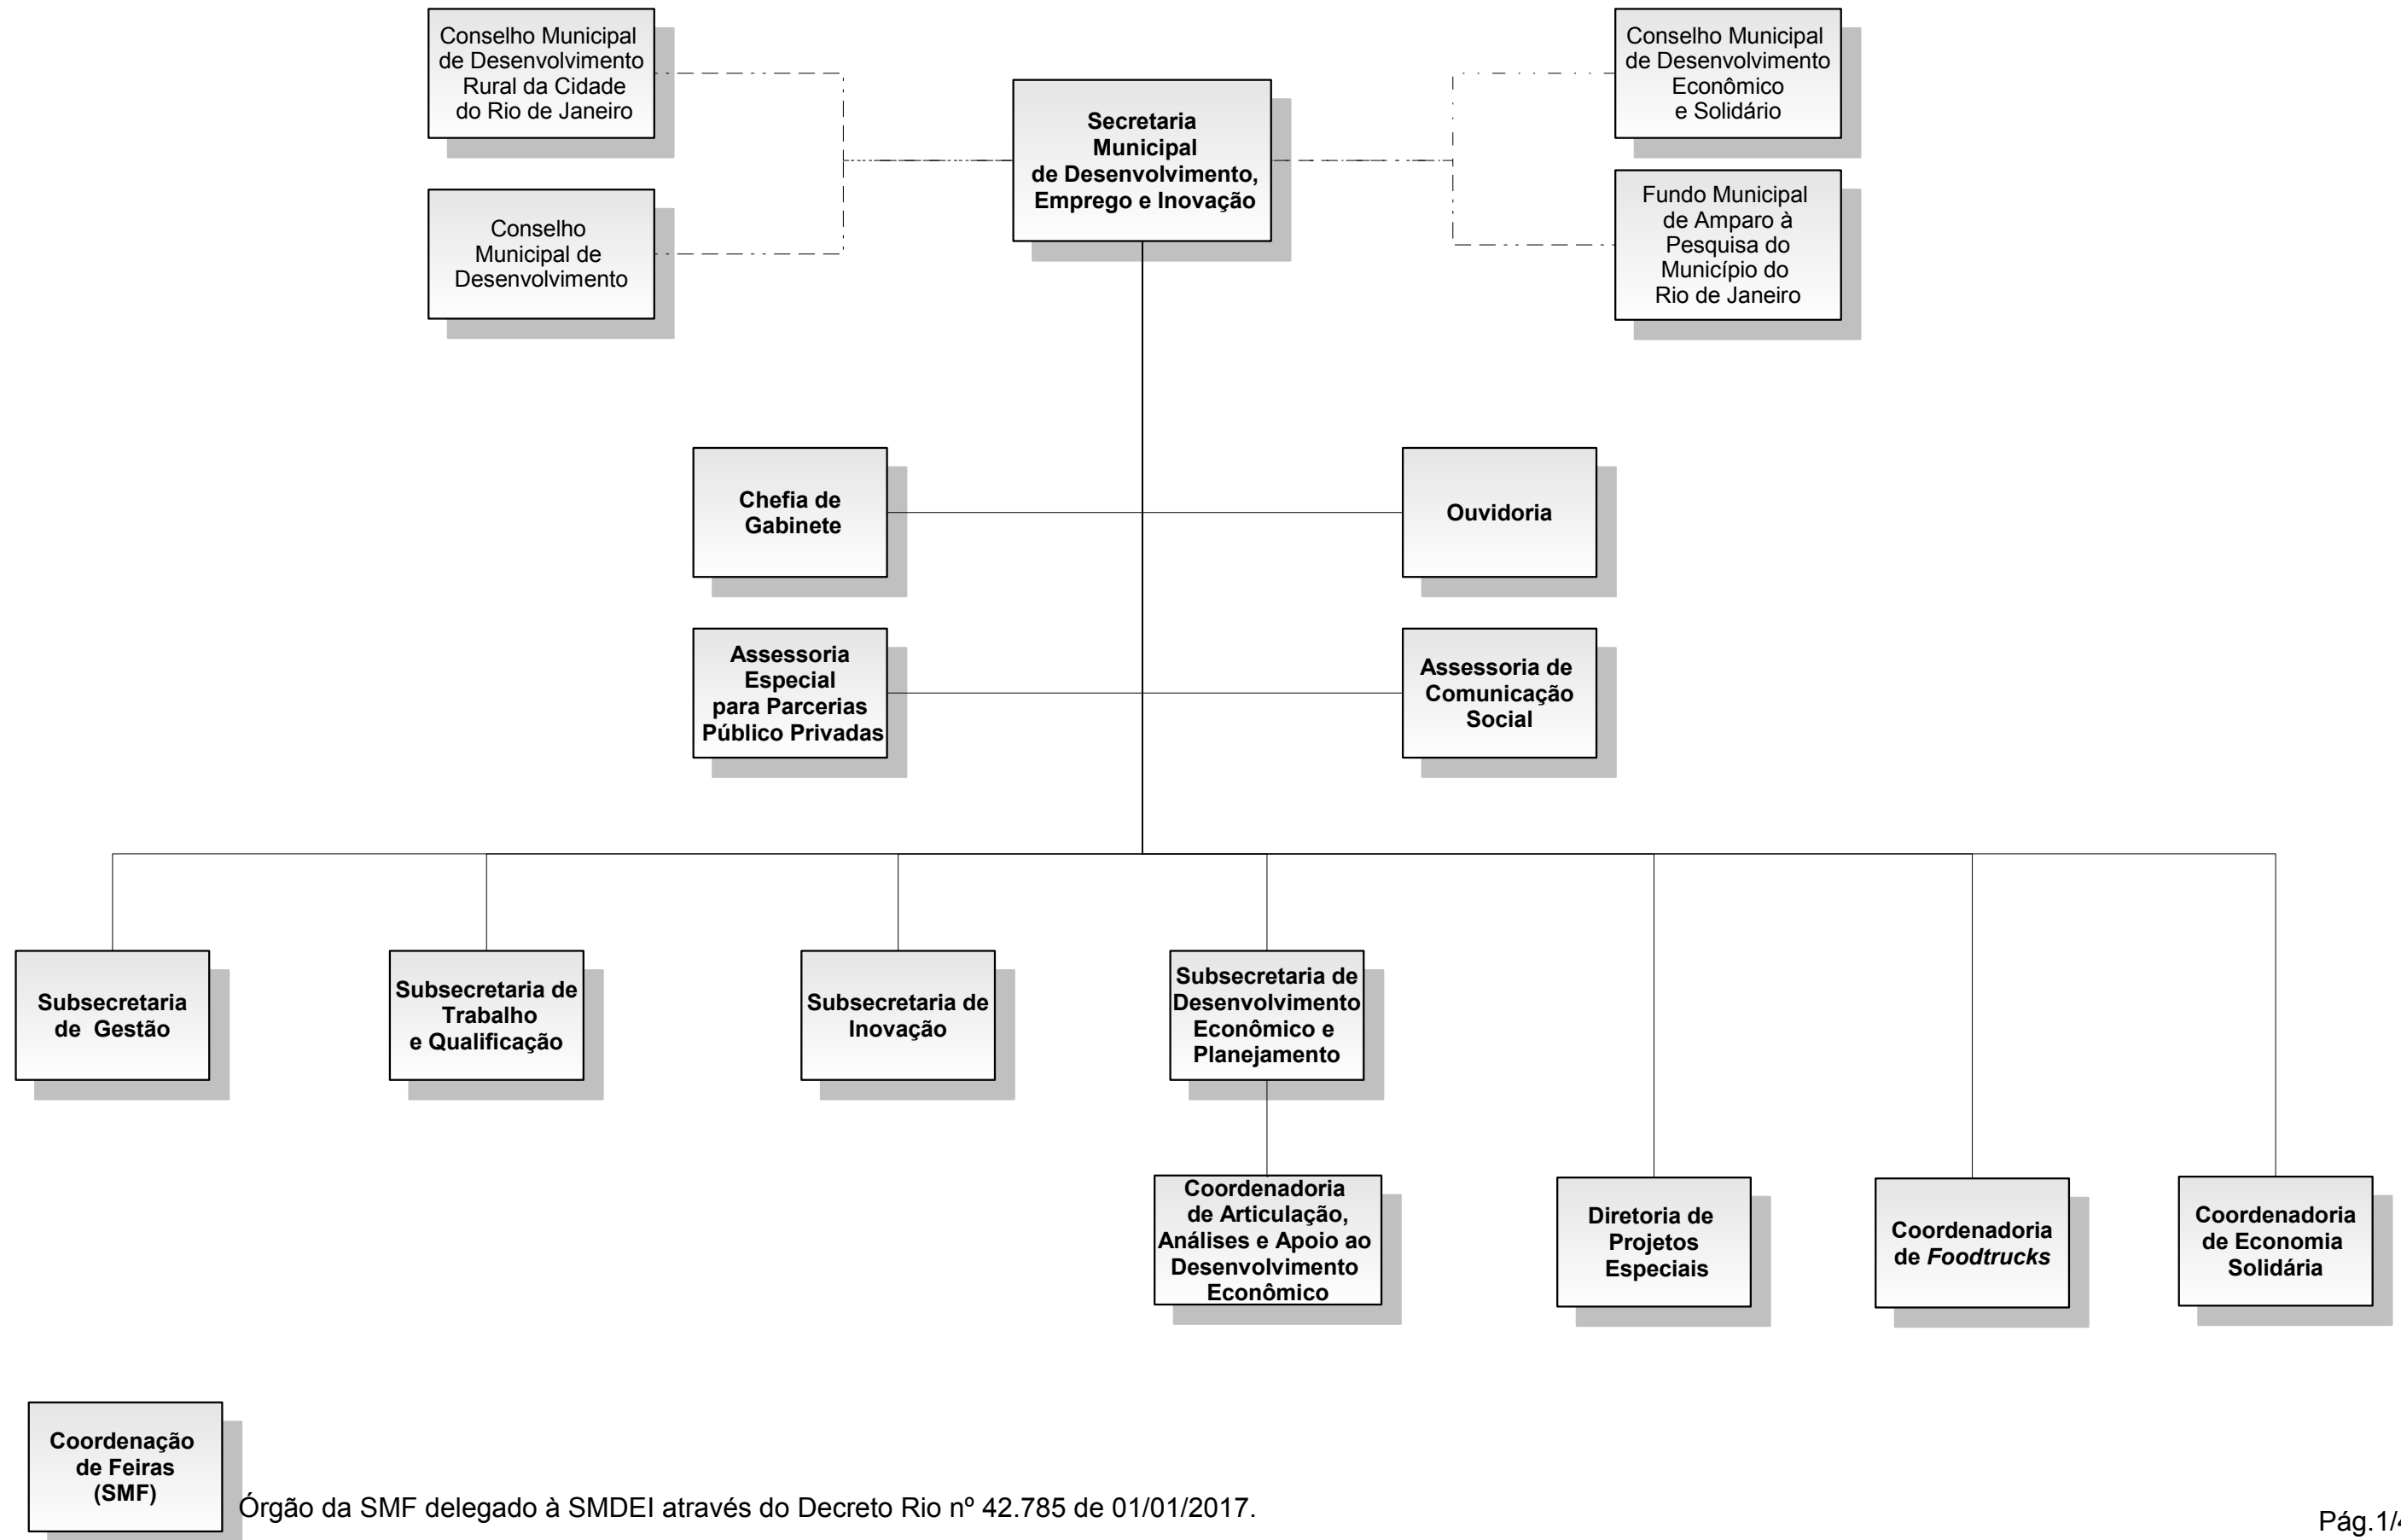 Conselho Municipal
de Desenvolvimento
Rural da Cidade
do Rio de Janeiro
Conselho
Municipal de
Desenvolvimento
Secretaria
Municipal
de Desenvolvimento,
Emprego e Inovação
Conselho Municipal
de Desenvolvimento
Econômico
e Solidário
Fundo Municipal
de Amparo à
Pesquisa do
Município do
Rio de Janeiro
Chefia de
Gabinete
Ouvidoria
Assessoria
Especial
para Parcerias
Público Privadas
Assessoria de
Comunicação
Social
Subsecretaria
de Gestão
Subsecretaria de
Trabalho
e Qualificação
Subsecretaria de
Inovação
Subsecretaria de
Desenvolvimento
Econômico e
Planejamento
Coordenadoria
de Articulação,
Análises e Apoio ao
Desenvolvimento
Econômico
Diretoria de
Projetos
Especiais
Coordenadoria
de Foodtrucks
Coordenadoria
de Economia
Solidária
Coordenação
de Feiras
(SMF)
Órgão da SMF delegado à SMDEI através do Decreto Rio nº 42.785 de 01/01/2017.
Pág.1/4